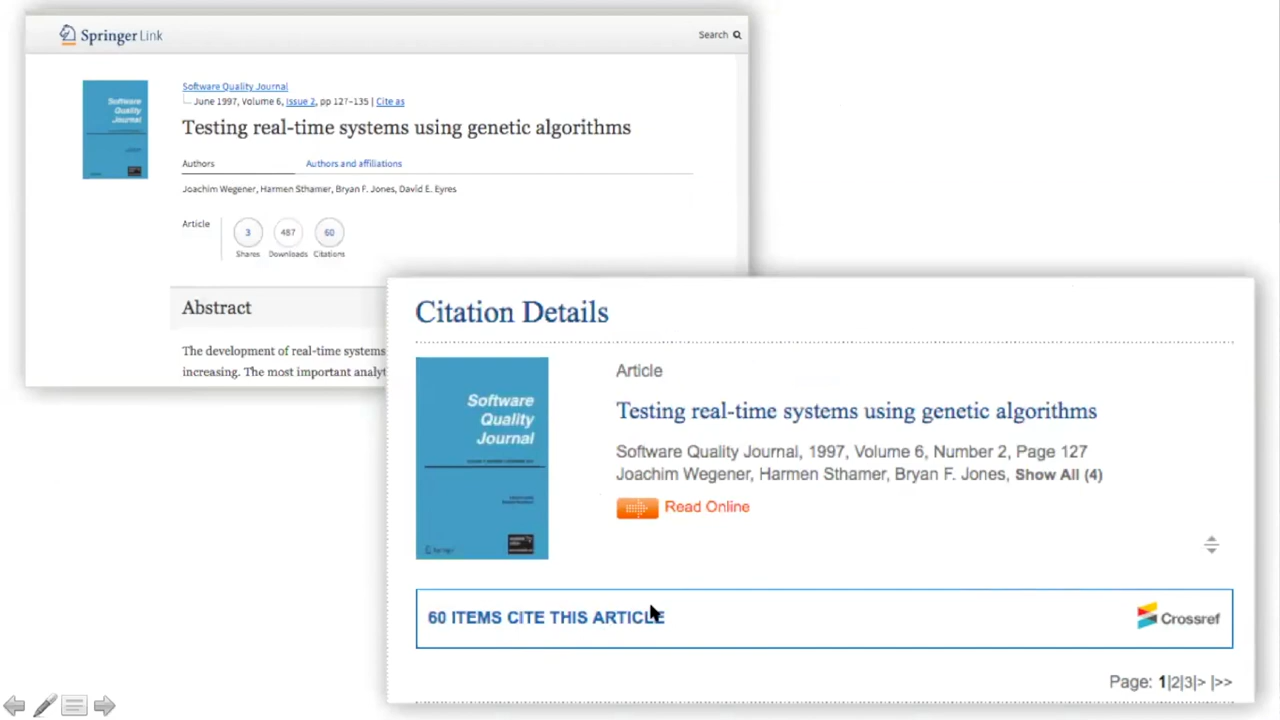 Springer Link
Search
Software Quality Journal
June 1997, Volume 6, Issue 2, pp 127–135 | Cite as
Testing real-time systems using genetic algorithms
Authors
Authors and affiliations
Joachim Wegener, Harmen Sthamer, Bryan F. Jones, David E. Eyres
Article
3
487
60
Shares
Downloads
Citations
Abstract
The development of real-time systems
increasing. The most important analyt
Software
Quality
Journal
Citation Details
Software
Quality
Journal
Springer
Article
Testing real-time systems using genetic algorithms
Software Quality Journal, 1997, Volume 6, Number 2, Page 127
Joachim Wegener, Harmen Sthamer, Bryan F. Jones, Show All (4)
Read Online
60 ITEMS CITE THIS ARTICLE
Crossref
Page: 1|2|3|> |>>